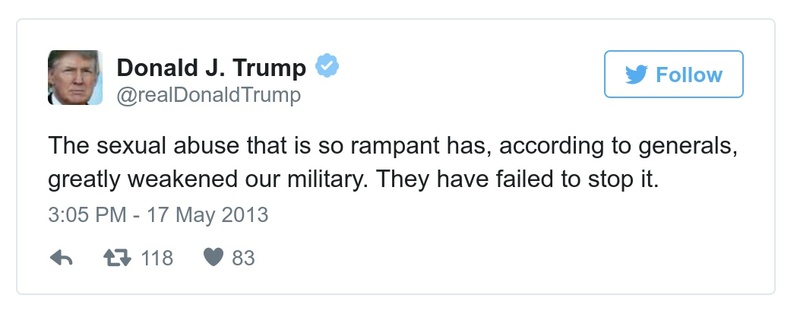 Donald J. Trump
Follow
@realDonaldTrump
The sexual abuse that is so rampant has, according to generals,
greatly weakened our military. They have failed to stop it.
3:05 PM - 17 May 2013
118 83